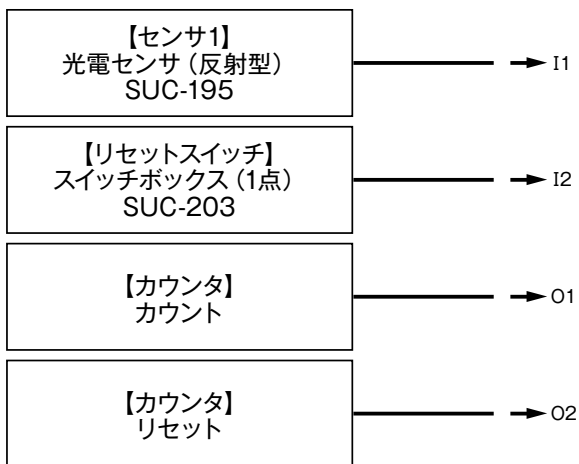 【センサ1】
光電センサ（反射型）
SUC-195
I1
【リセットスイッチ】
スイッチボックス（1点）
SUC-203
I2
【カウンタ】
カウント
O1
【カウンタ】
リセット
O2